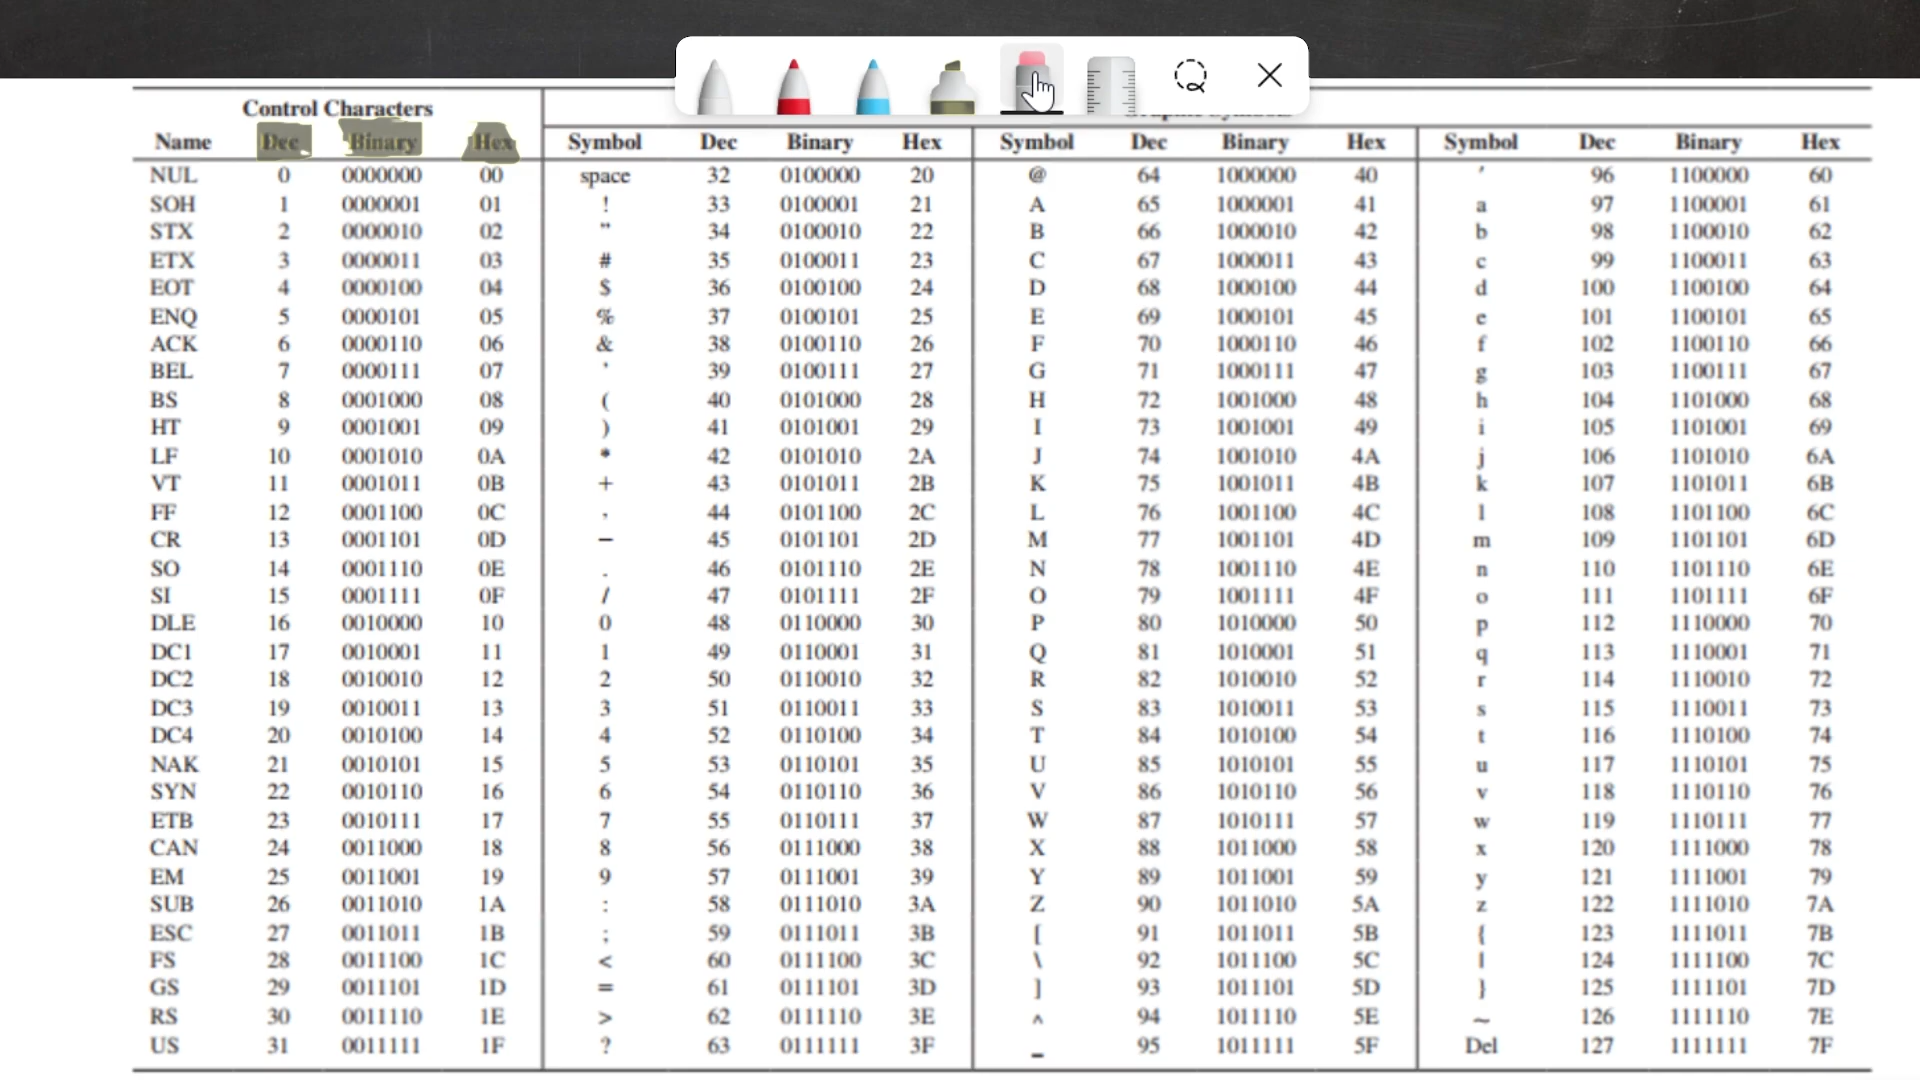 Control Characters
Graphic Symbols
Name Dec Binary Hex Symbol Dec Binary Hex Symbol Dec Binary Hex Symbol Dec Binary Hex
NUL 0 0000000 00 space 32 0100000 20 @ 64 1000000 40 ′ 96 1100000 60
SOH 1 0000001 01 ! 33 0100001 21 A 65 1000001 41 a 97 1100001 61
STX 2 0000010 02 " 34 0100010 22 B 66 1000010 42 b 98 1100010 62
ETX 3 0000011 03 # 35 0100011 23 C 67 1000011 43 c 99 1100011 63
EOT 4 0000100 04 $ 36 0100100 24 D 68 1000100 44 d 100 1100100 64
ENQ 5 0000101 05 % 37 0100101 25 E 69 1000101 45 e 101 1100101 65
ACK 6 0000110 06 & 38 0100110 26 F 70 1000110 46 f 102 1100110 66
BEL 7 0000111 07 ' 39 0100111 27 G 71 1000111 47 g 103 1100111 67
BS 8 0001000 08 ( 40 0101000 28 H 72 1001000 48 h 104 1101000 68
HT 9 0001001 09 ) 41 0101001 29 I 73 1001001 49 i 105 1101001 69
LF 10 0001010 0A * 42 0101010 2A J 74 1001010 4A j 106 1101010 6A
VT 11 0001011 0B + 43 0101011 2B K 75 1001011 4B k 107 1101011 6B
FF 12 0001100 0C , 44 0101100 2C L 76 1001100 4C l 108 1101100 6C
CR 13 0001101 0D – 45 0101101 2D M 77 1001101 4D m 109 1101101 6D
SO 14 0001110 0E . 46 0101110 2E N 78 1001110 4E n 110 1101110 6E
SI 15 0001111 0F / 47 0101111 2F O 79 1001111 4F o 111 1101111 6F
DLE 16 0010000 10 0 48 0110000 30 P 80 1010000 50 p 112 1110000 70
DC1 17 0010001 11 1 49 0110001 31 Q 81 1010001 51 q 113 1110001 71
DC2 18 0010010 12 2 50 0110010 32 R 82 1010010 52 r 114 1110010 72
DC3 19 0010011 13 3 51 0110011 33 S 83 1010011 53 s 115 1110011 73
DC4 20 0010100 14 4 52 0110100 34 T 84 1010100 54 t 116 1110100 74
NAK 21 0010101 15 5 53 0110101 35 U 85 1010101 55 u 117 1110101 75
SYN 22 0010110 16 6 54 0110110 36 V 86 1010110 56 v 118 1110110 76
ETB 23 0010111 17 7 55 0110111 37 W 87 1010111 57 w 119 1110111 77
CAN 24 0011000 18 8 56 0111000 38 X 88 1011000 58 x 120 1111000 78
EM 25 0011001 19 9 57 0111001 39 Y 89 1011001 59 y 121 1111001 79
SUB 26 0011010 1A : 58 0111010 3A Z 90 1011010 5A z 122 1111010 7A
ESC 27 0011011 1B ; 59 0111011 3B [ 91 1011011 5B { 123 1111011 7B
FS 28 0011100 1C < 60 0111100 3C \ 92 1011100 5C | 124 1111100 7C
GS 29 0011101 1D = 61 0111101 3D ] 93 1011101 5D } 125 1111101 7D
RS 30 0011110 1E > 62 0111110 3E ^ 94 1011110 5E ~ 126 1111110 7E
US 31 0011111 1F ? 63 0111111 3F _ 95 1011111 5F Del 127 1111111 7F